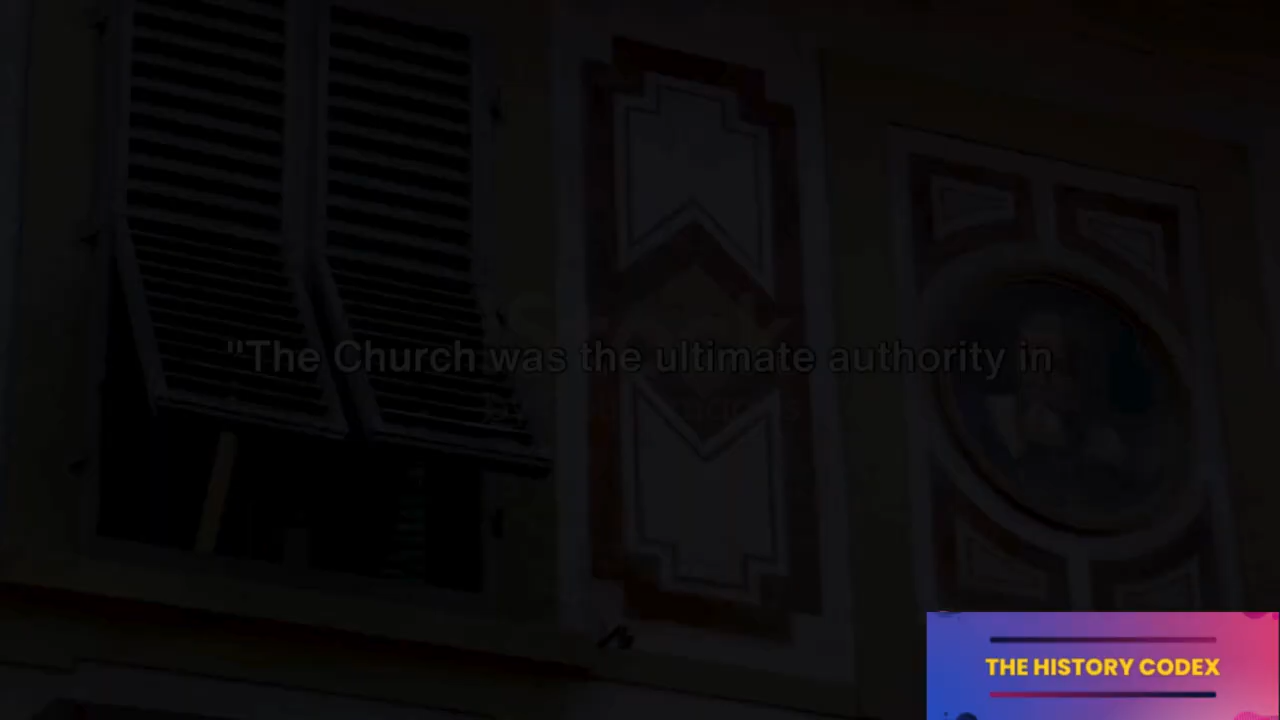 "The Church was the ultimate authority in
THE HISTORY CODEX